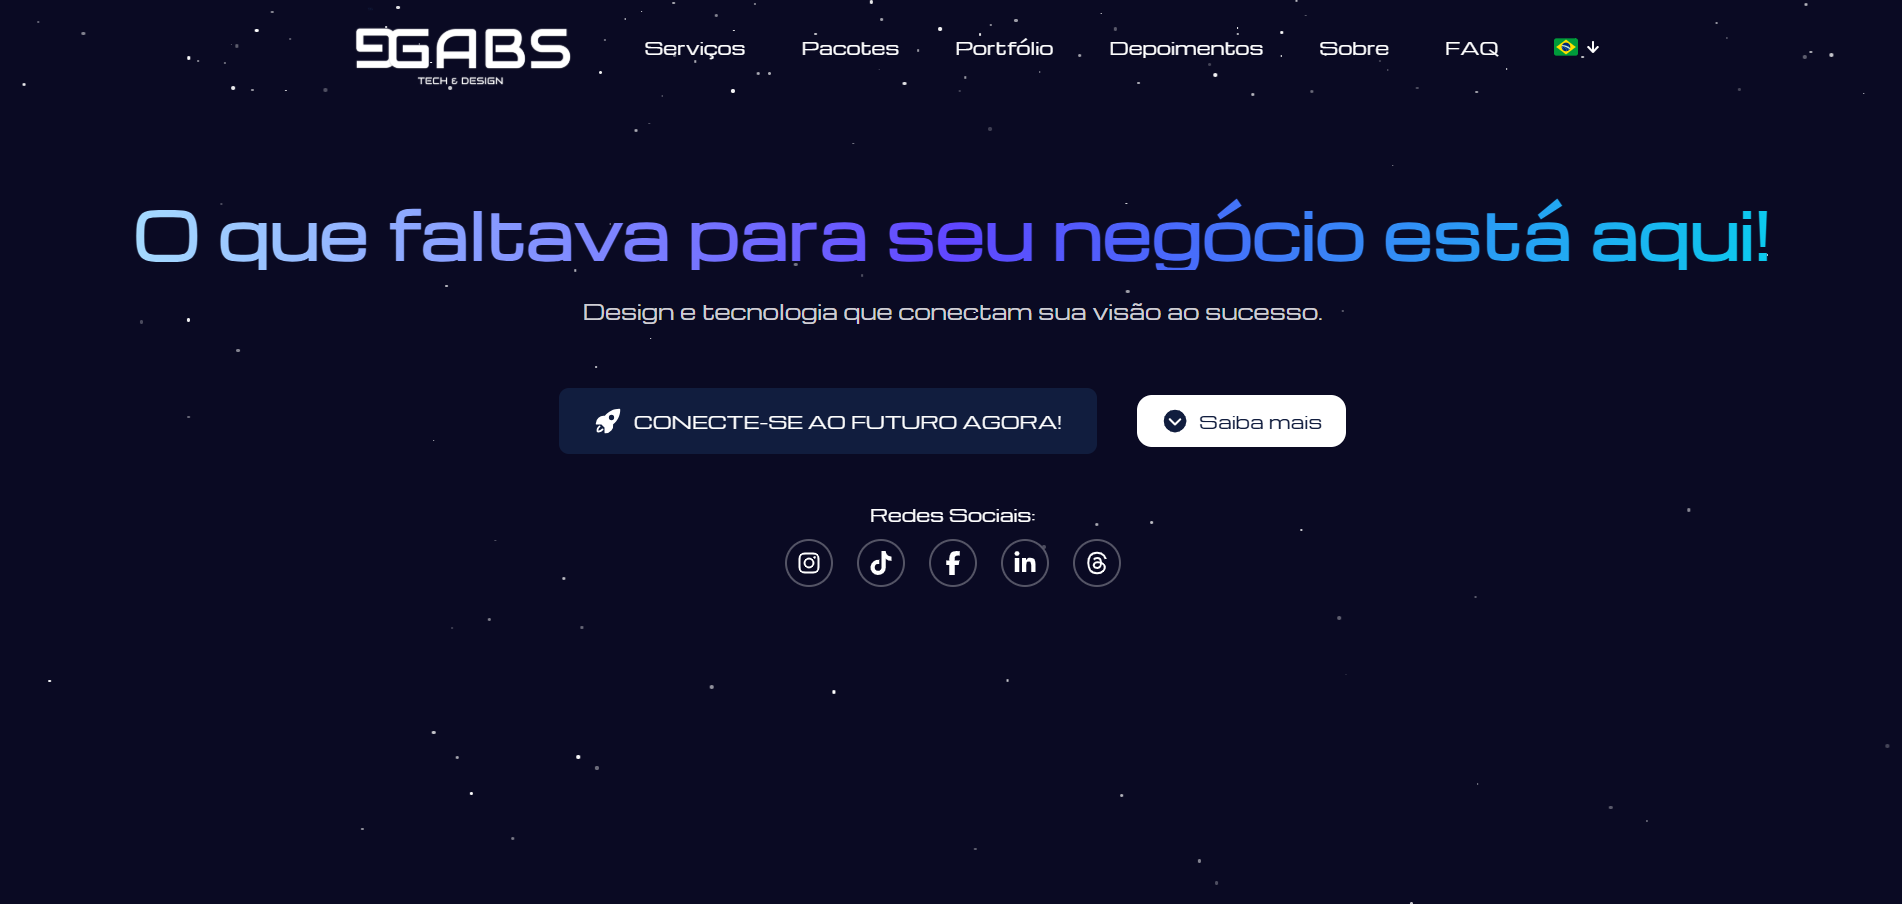 SGABS
TECH & DESIGN
Serviços
Pacotes
Portfólio
Depoimentos
Sobre
FAQ
O que faltava para seu negócio está aqui!
Design e tecnologia que conectam sua visão ao sucesso.
CONECTE-SE AO FUTURO AGORA!
Saiba mais
Redes Sociais: